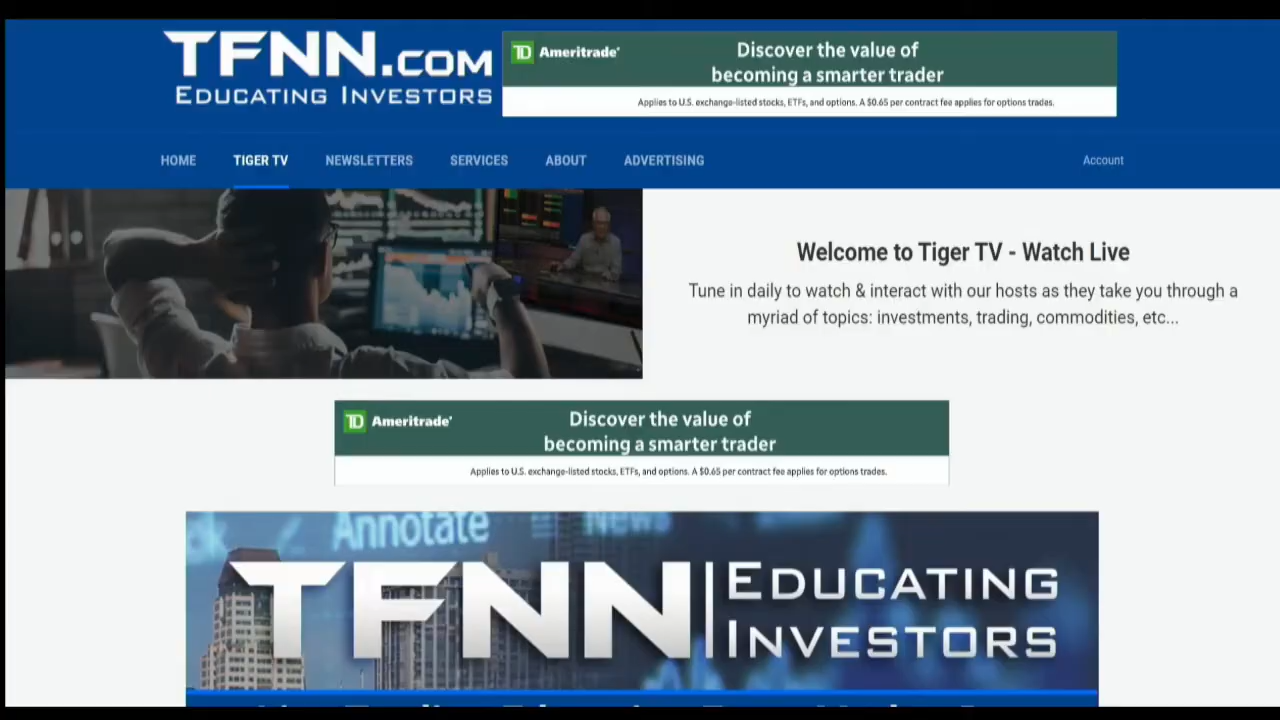 TFNN.COM
EDUCATING INVESTORS
TD Ameritrade
Discover the value of
becoming a smarter trader
Applies to U.S. exchange-listed stocks, ETFs, and options. A $0.65 per contract fee applies for options trades.
HOME TIGER TV NEWSLETTERS SERVICES ABOUT ADVERTISING Account
Welcome to Tiger TV - Watch Live
Tune in daily to watch & interact with our hosts as they take you through a
myriad of topics: investments, trading, commodities, etc...
TD Ameritrade
Discover the value of
becoming a smarter trader
Applies to U.S. exchange-listed stocks, ETFs, and options. A $0.65 per contract fee applies for options trades.
Annotate News
TFNN EDUCATING
INVESTORS